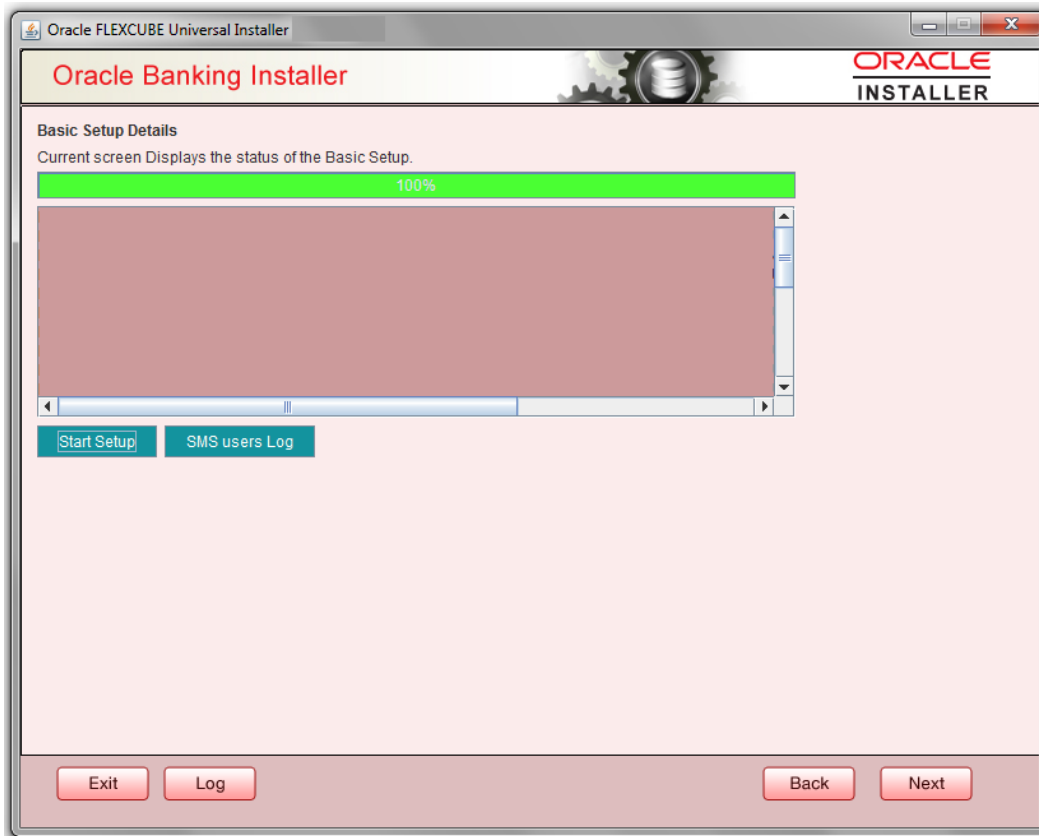 Oracle FLEXCUBE Universal Installer
Oracle Banking Installer
ORACLE
INSTALLER
Basic Setup Details
Current screen Displays the status of the Basic Setup.
100%
Start Setup SMS users Log
Exit Log Back Next